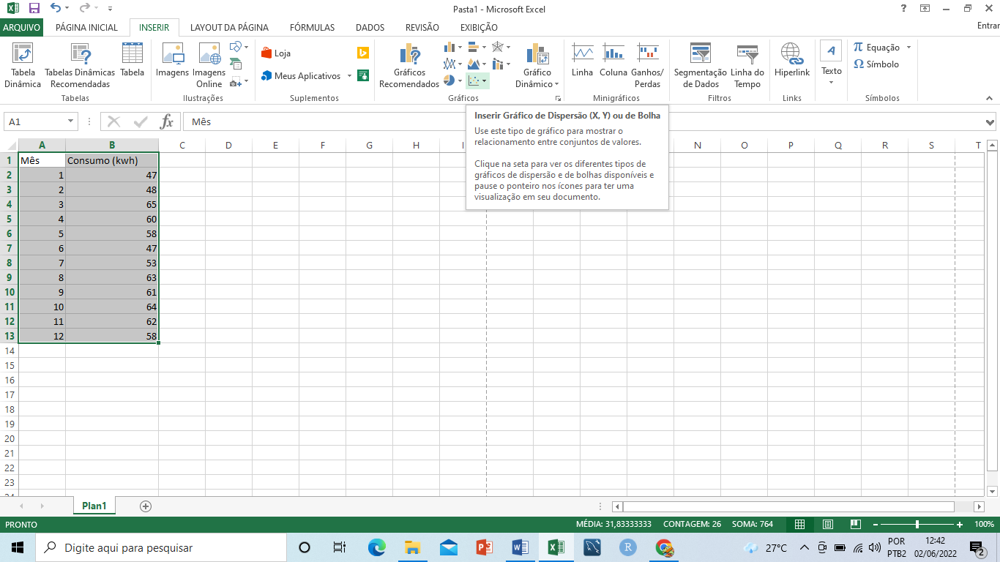 Pasta1 - Microsoft Excel
?
ARQUIVO PÁGINA INICIAL INSERIR LAYOUT DA PÁGINA FÓRMULAS DADOS REVISÃO EXIBIÇÃO Entrar
Tabela Dinâmica
Tabelas Dinâmicas Recomendadas
Tabela
Tabelas
Imagens
Imagens Online
Ilustrações
Loja
Meus Aplicativos
Suplementos
Gráficos Recomendados
Gráfico Dinâmico
Gráficos
Linha
Coluna
Ganhos/ Perdas
Minigráficos
Segmentação de Dados
Linha do Tempo
Filtros
Hiperlink
Links
A
Texto
π Equação
Ω Símbolo
Símbolos
A1 fx Mês
Inserir Gráfico de Dispersão (X, Y) ou de Bolha
Use este tipo de gráfico para mostrar o
relacionamento entre conjuntos de valores.
Clique na seta para ver os diferentes tipos de
gráficos de dispersão e de bolhas disponíveis e
pause o ponteiro nos ícones para ter uma
visualização em seu documento.
A B C D E F G H I N O P Q R S T
1 Mês Consumo (kwh)
2 1 47
3 2 48
4 3 65
5 4 60
6 5 58
7 6 47
8 7 53
9 8 63
10 9 61
11 10 64
12 11 62
13 12 58
14
15
16
17
18
19
20
21
22
23
Plan1
PRONTO MÉDIA: 31,83333333 CONTAGEM: 26 SOMA: 764 100%
Digite aqui para pesquisar
R
27°C
POR
PTB2
12:42
02/06/2022
2